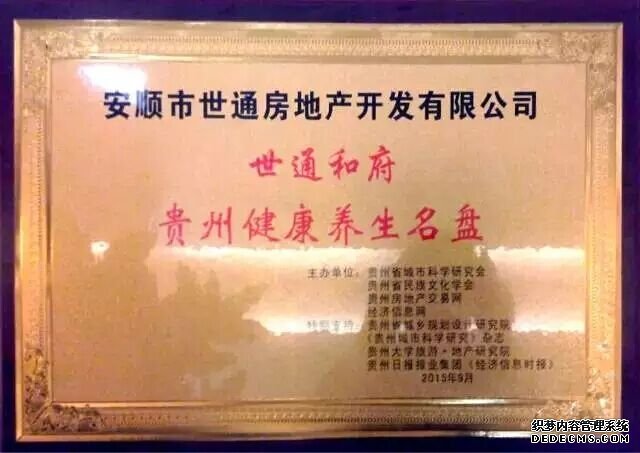 安顺市世通房地产开发有限公司
世通和府
贵州健康养生名盘
主办单位：贵州省城市科学研究会
贵州省民族文化学会
贵州房地产交易网
经济信息网
特别支持：贵州省城乡规划设计研究院
《贵州城市科学研究》杂志
贵州大学旅游·地产研究院
贵州日报报业集团《经济信息时报》
2015年9月
织梦内容管理系统
DEDECMS.COM